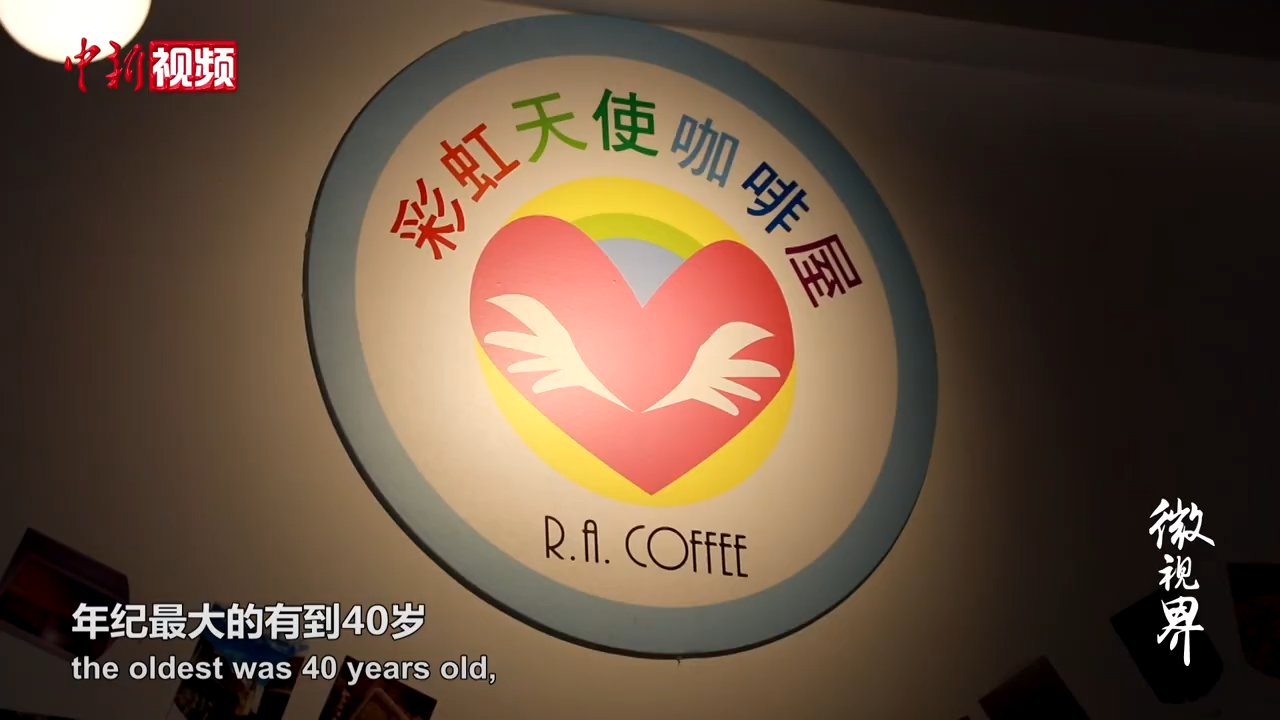 中新视频
彩虹天使咖啡屋
R.A. COFFEE
微视界
年纪最大的有到40岁
the oldest was 40 years old,